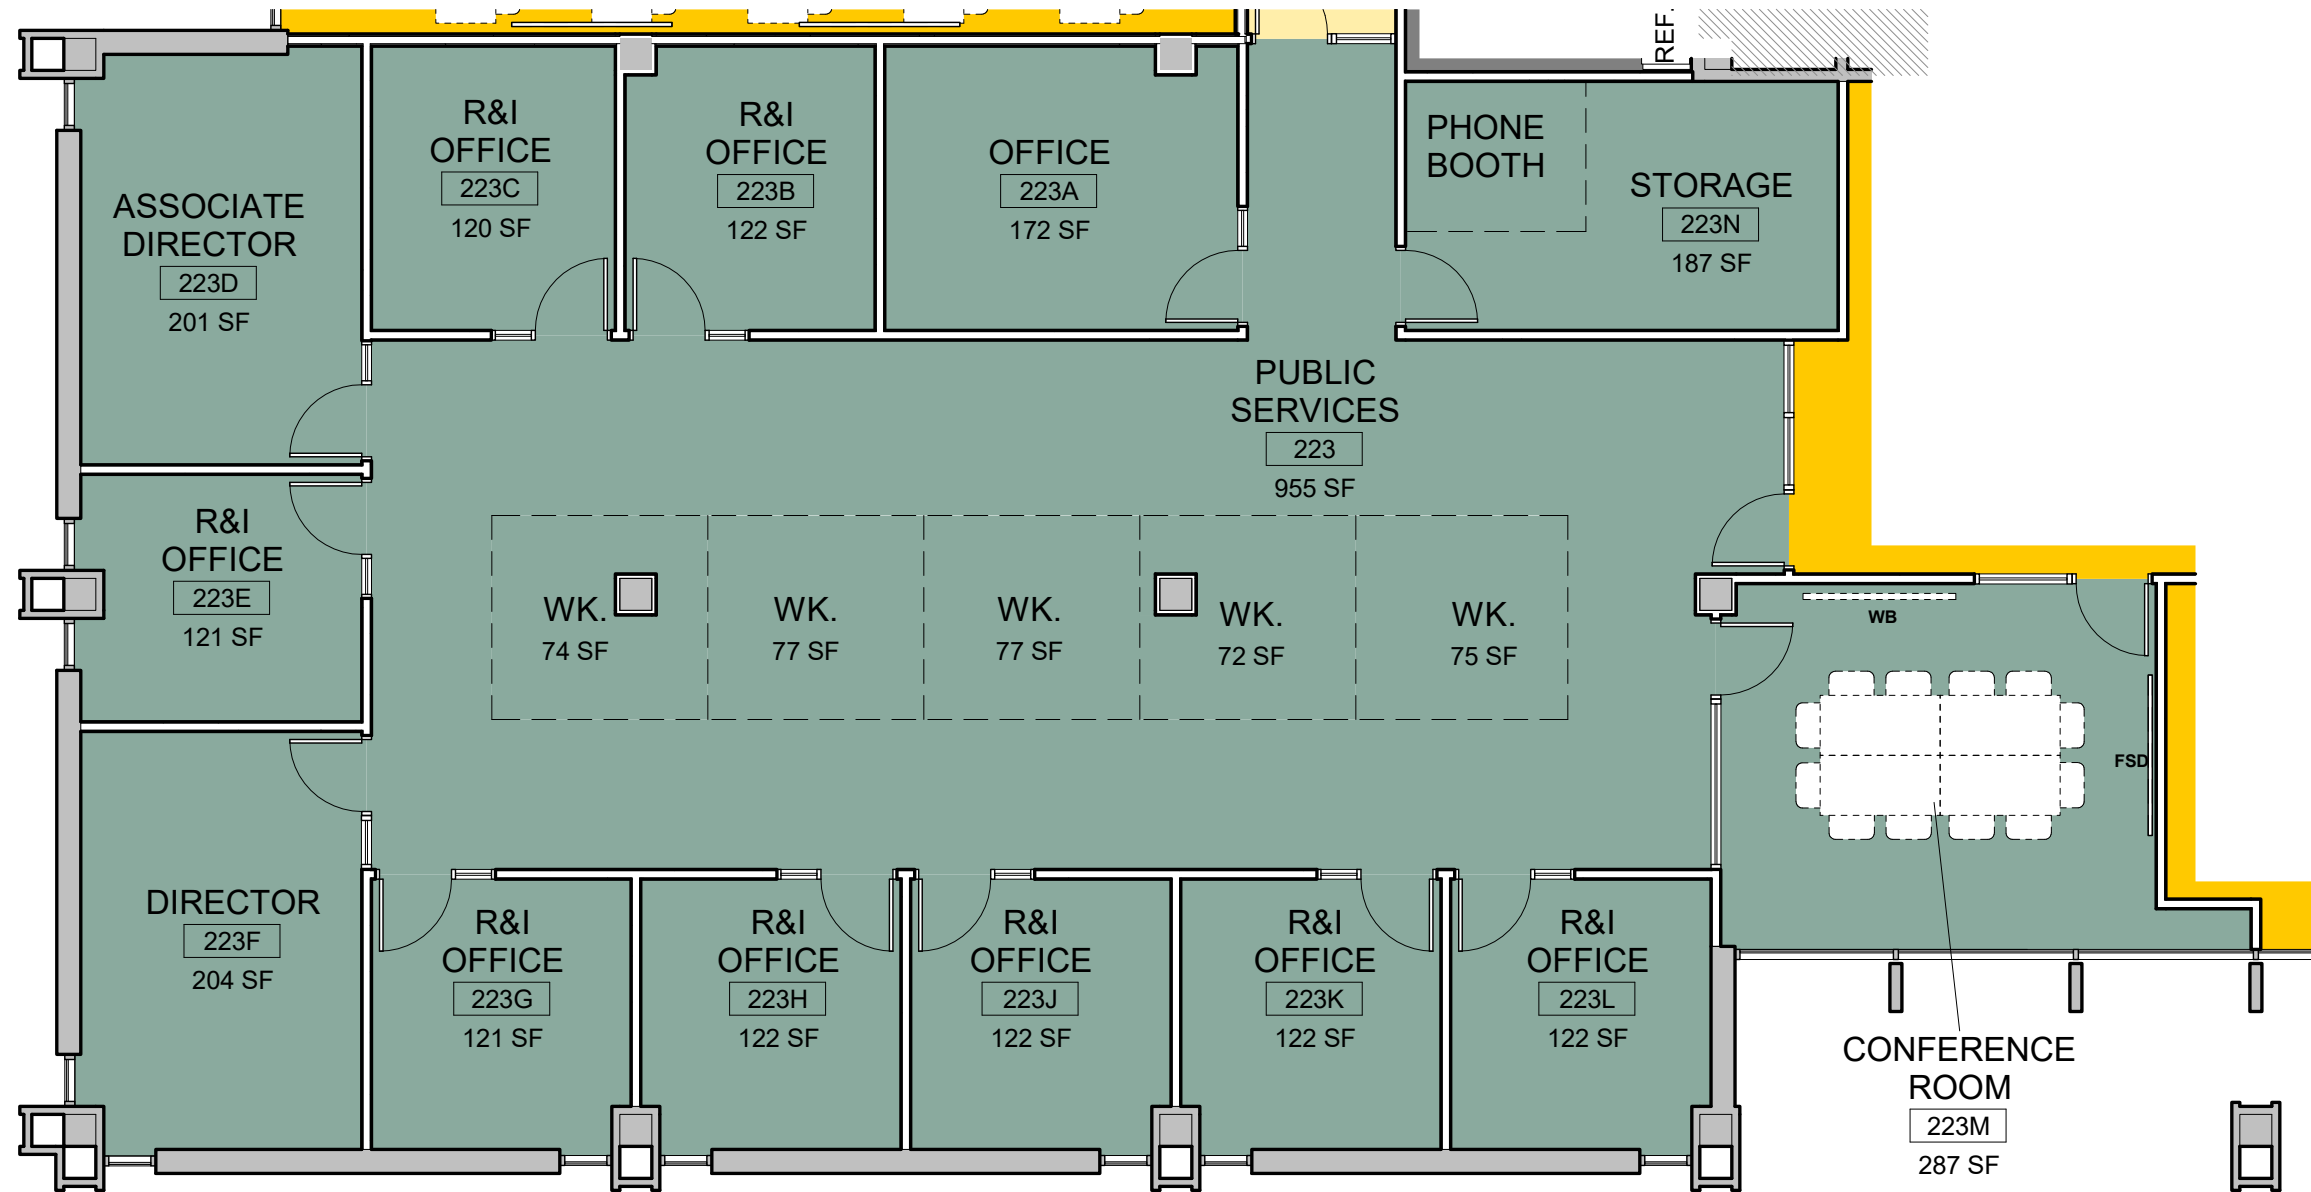 REF.
R&I
OFFICE
223C
120 SF
R&I
OFFICE
223B
122 SF
OFFICE
223A
172 SF
PHONE
BOOTH
STORAGE
223N
187 SF
ASSOCIATE
DIRECTOR
223D
201 SF
PUBLIC
SERVICES
223
955 SF
R&I
OFFICE
223E
121 SF
WK.
74 SF
WK.
77 SF
WK.
77 SF
WK.
72 SF
WK.
75 SF
WB
FSD
DIRECTOR
223F
204 SF
R&I
OFFICE
223G
121 SF
R&I
OFFICE
223H
122 SF
R&I
OFFICE
223J
122 SF
R&I
OFFICE
223K
122 SF
R&I
OFFICE
223L
122 SF
CONFERENCE
ROOM
223M
287 SF